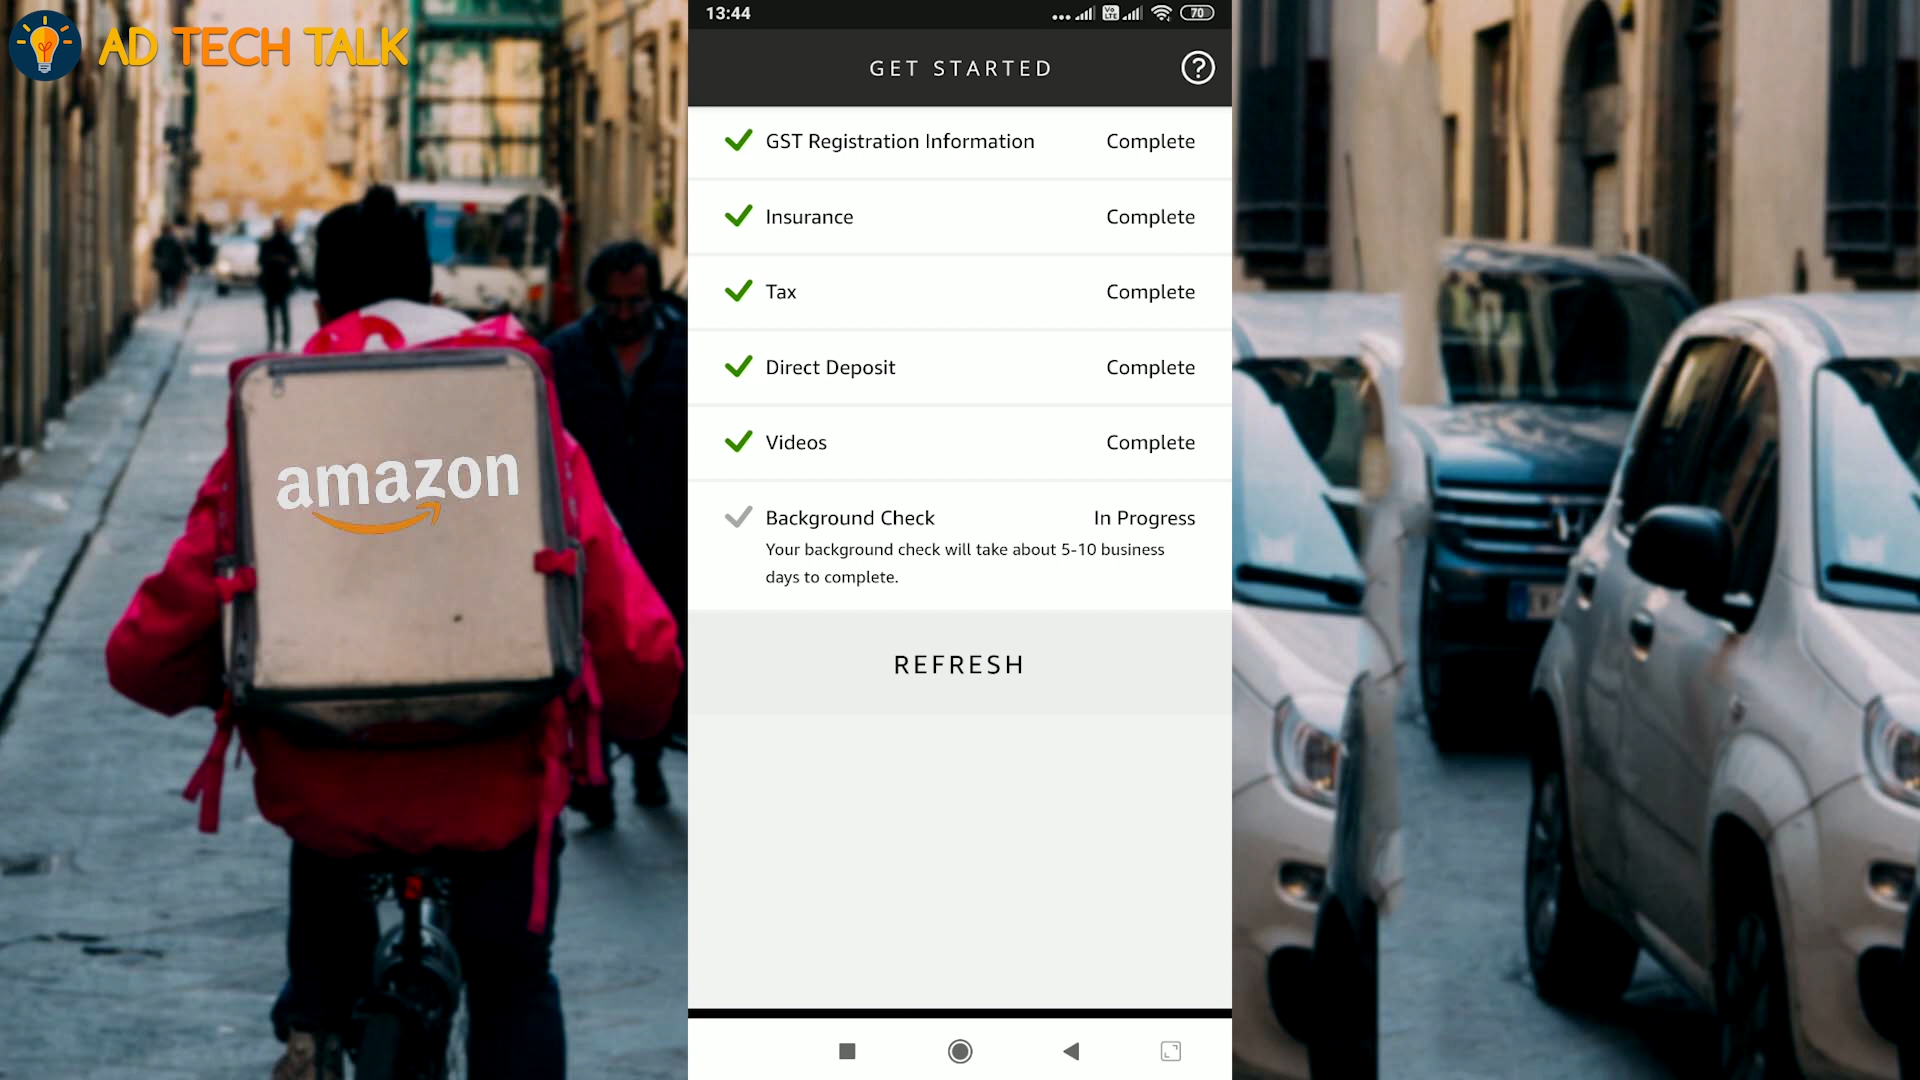 AD TECH TALK
13:44
Vo LTE
70
GET STARTED
?
GST Registration Information Complete
Insurance Complete
Tax Complete
Direct Deposit Complete
Videos Complete
Background Check In Progress
Your background check will take about 5-10 business
days to complete.
REFRESH
amazon